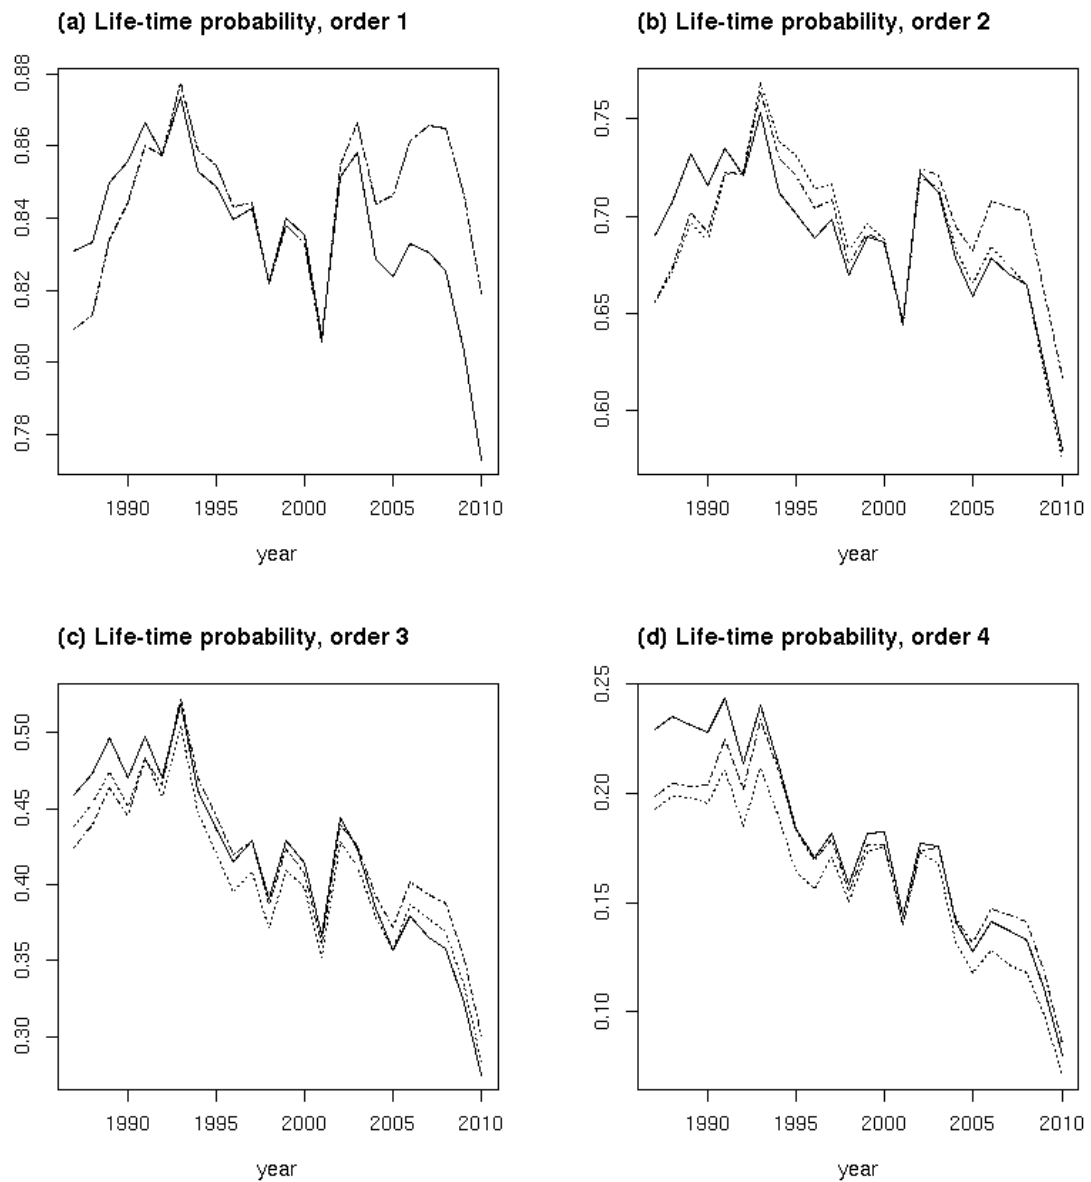 (a) Life-time probability, order 1
0.88
0.86
0.84
0.82
0.80
0.78
1990 1995 2000 2005 2010
year
(b) Life-time probability, order 2
0.75
0.70
0.65
0.60
1990 1995 2000 2005 2010
year
(c) Life-time probability, order 3
0.50
0.45
0.40
0.35
0.30
1990 1995 2000 2005 2010
year
(d) Life-time probability, order 4
0.25
0.20
0.15
0.10
1990 1995 2000 2005 2010
year